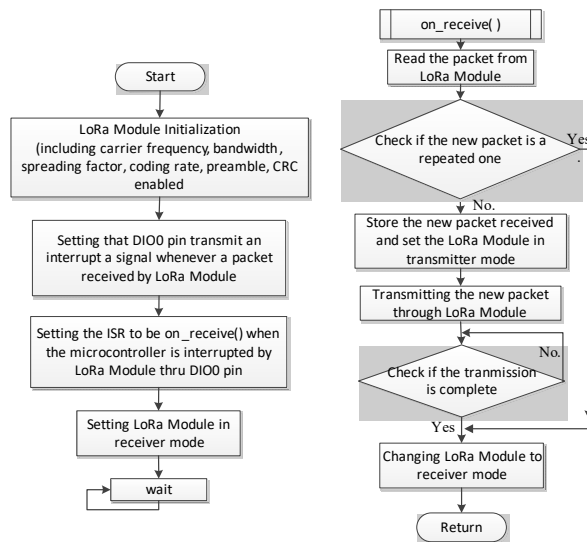 Start
LoRa Module Initialization
(including carrier frequency, bandwidth,
spreading factor, coding rate, preamble, CRC
enabled
Setting that DIO0 pin transmit an
interrupt a signal whenever a packet
received by LoRa Module
Setting the ISR to be on_receive() when
the microcontroller is interrupted by
LoRa Module thru DIO0 pin
Setting LoRa Module in
receiver mode
wait
on_receive( )
Read the packet from
LoRa Module
Check if the new packet is a
repeated one
Yes
.
No.
Store the new packet received
and set the LoRa Module in
transmitter mode
Transmitting the new packet
through LoRa Module
No.
Check if the tranmission
is complete
Yes
Changing LoRa Module to
receiver mode
Return